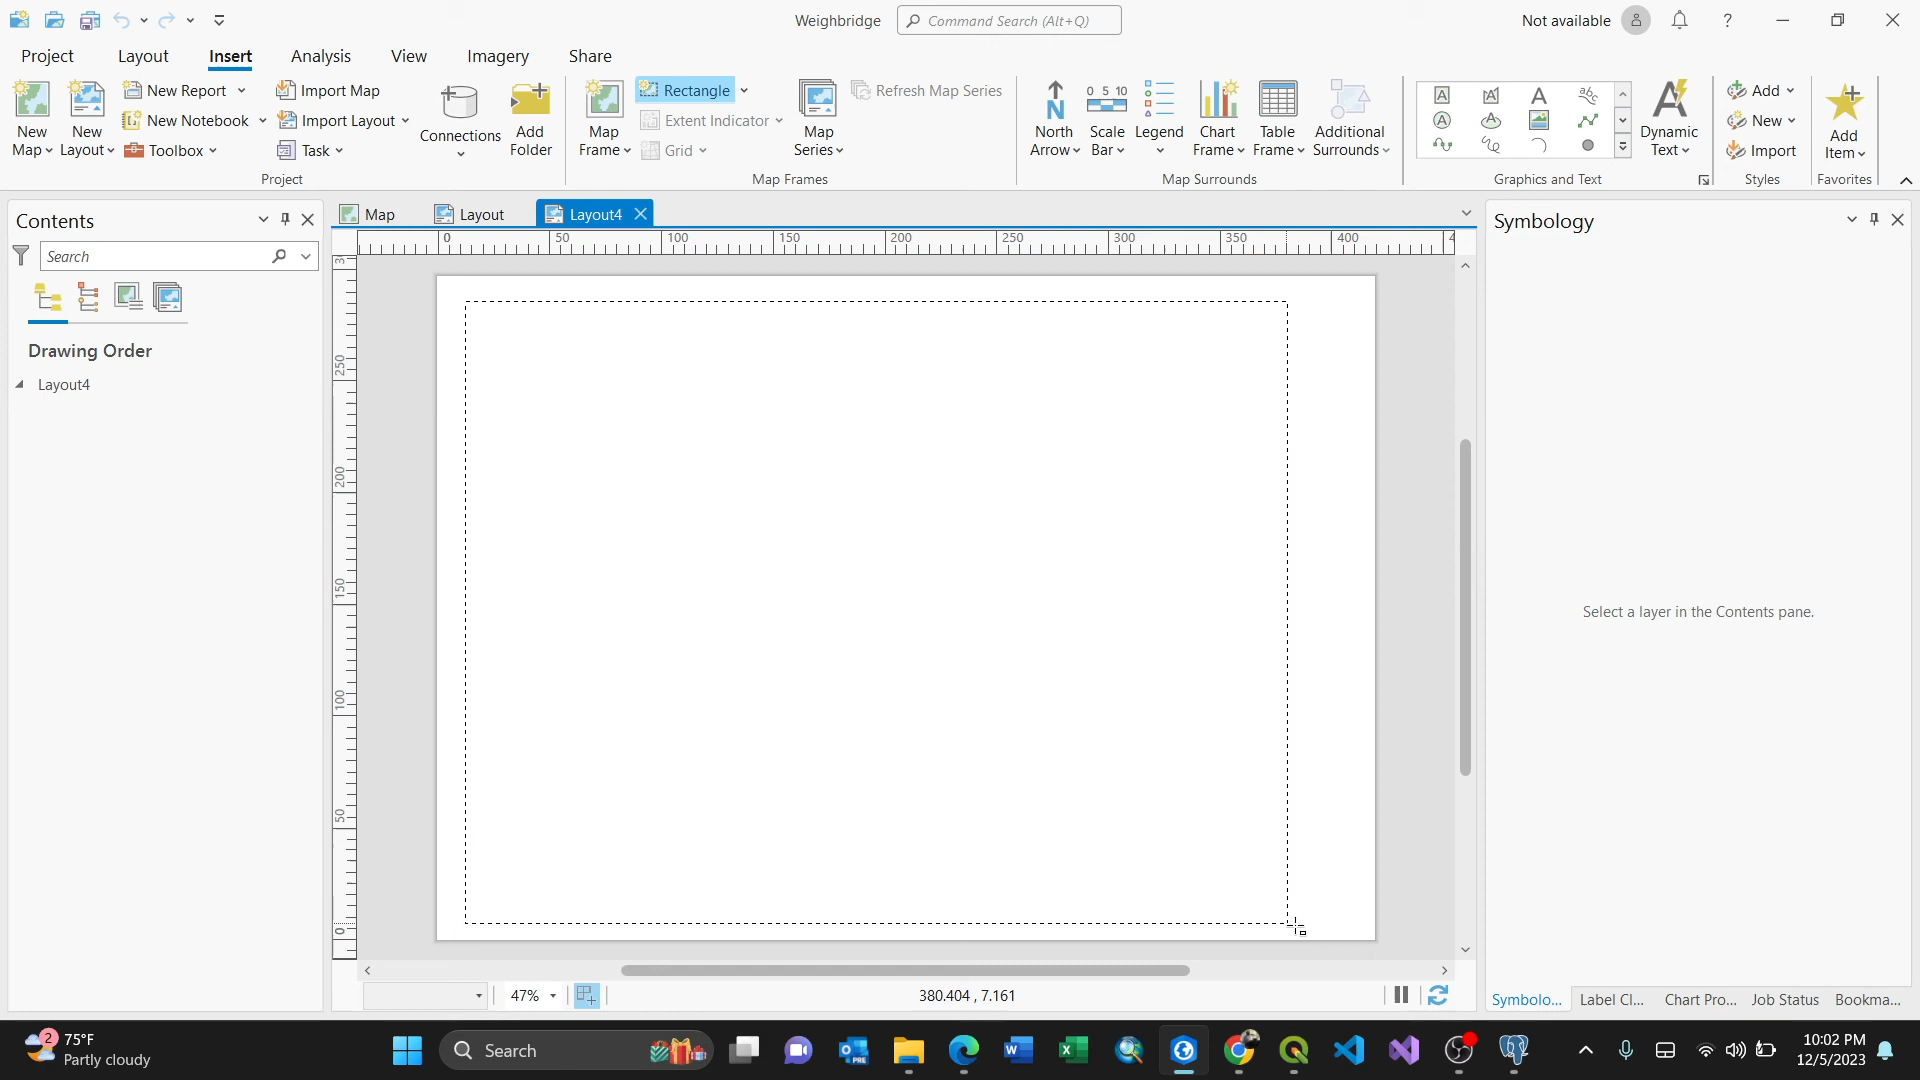 Weighbridge
Command Search (Alt+Q)
Not available
?
Project
Layout
Insert
Analysis
View
Imagery
Share
New Map
New Layout
New Report
New Notebook
Toolbox
Import Map
Import Layout
Task
Connections
Add Folder
Project
Map Frame
Rectangle
Extent Indicator
Grid
Map Series
Refresh Map Series
Map Frames
N
North Arrow
0 5 10
Scale Bar
Legend
Chart Frame
Table Frame
Additional Surrounds
Map Surrounds
Graphics and Text
Dynamic Text
Add
New
Import
Styles
Add Item
Favorites
Contents
Search
Drawing Order
Layout4
Map
Layout
Layout4
0 50 100 150 200 250 300 350 400
250
200
150
100
50
0
47%
380.404 , 7.161
Symbology
Select a layer in the Contents pane.
Symbolo...
Label Cl...
Chart Pro...
Job Status
Bookma...
2
75°F
Partly cloudy
Search
10:02 PM
12/5/2023